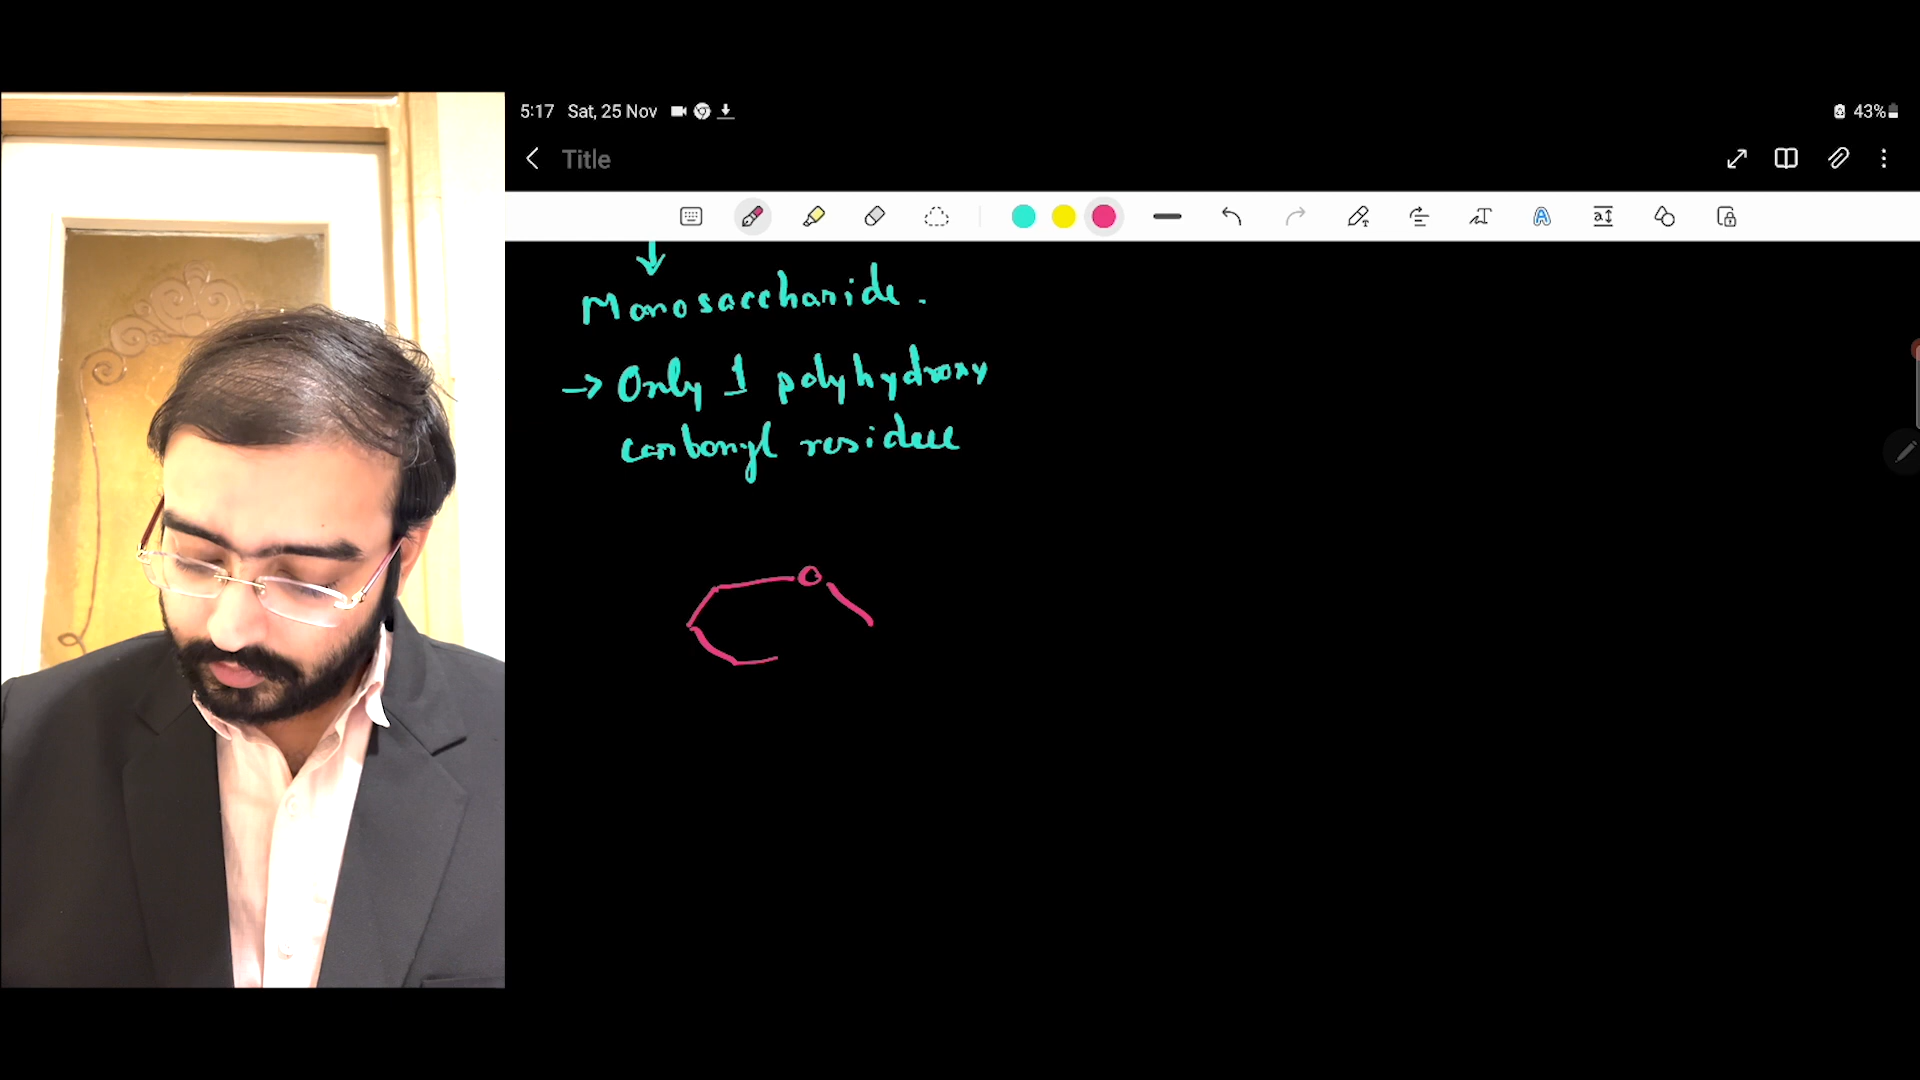 5:17 Sat, 25 Nov 43%
Title
Monosaccharide.
→ Only 1 polyhydroxy
carbonyl residue
O